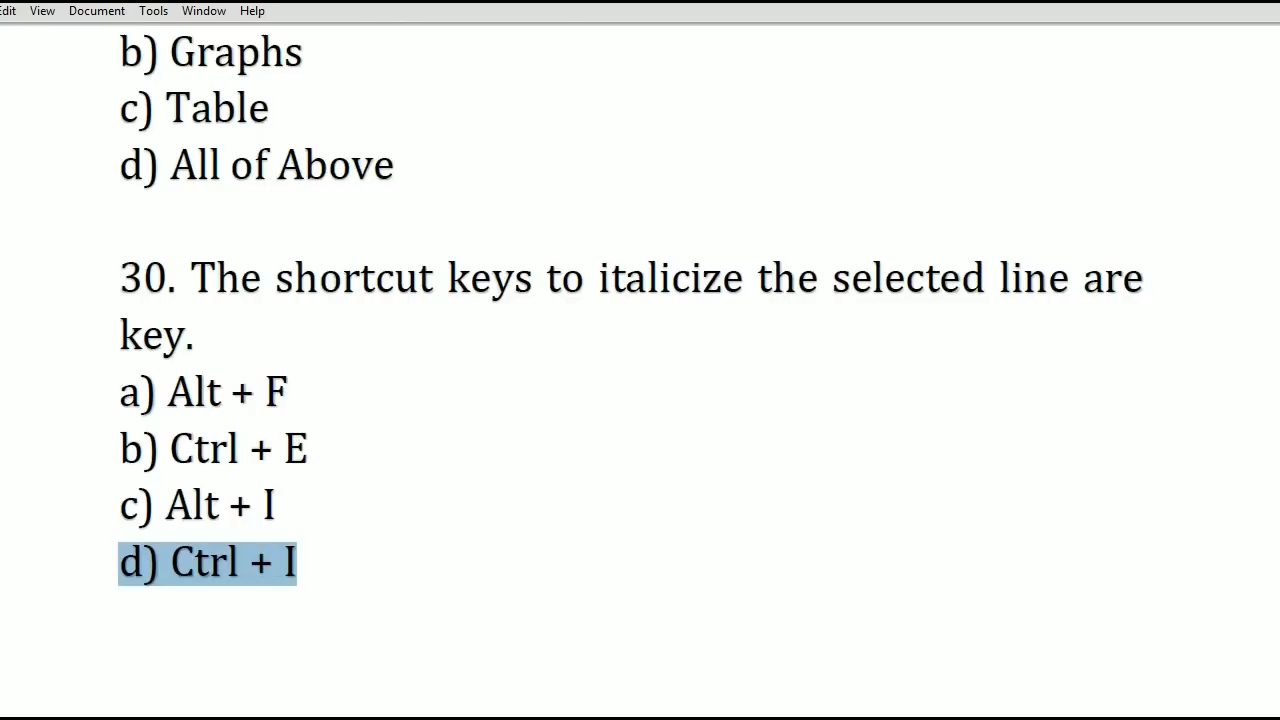 Edit View Document Tools Window Help
b) Graphs
c) Table
d) All of Above
30. The shortcut keys to italicize the selected line are
key.
a) Alt + F
b) Ctrl + E
c) Alt + I
d) Ctrl + I